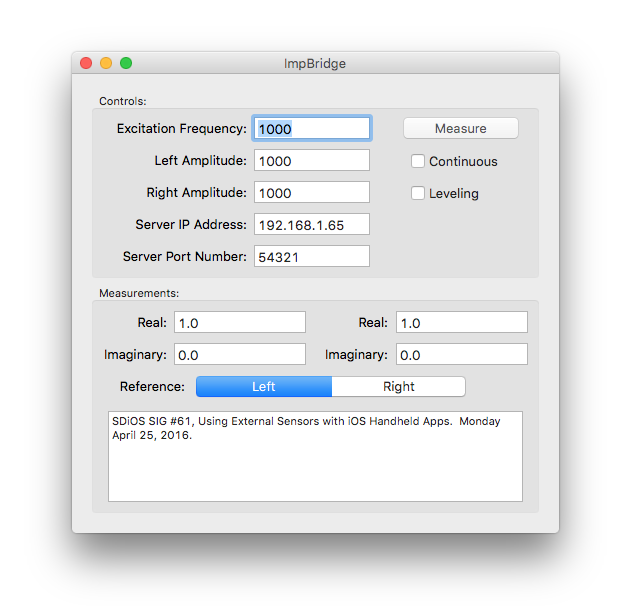 ImpBridge
Controls:
Excitation Frequency: 1000 Measure
Left Amplitude: 1000 Continuous
Right Amplitude: 1000 Leveling
Server IP Address: 192.168.1.65
Server Port Number: 54321
Measurements:
Real: 1.0 Real: 1.0
Imaginary: 0.0 Imaginary: 0.0
Reference: Left Right
SDiOS SIG #61, Using External Sensors with iOS Handheld Apps.  Monday
April 25, 2016.